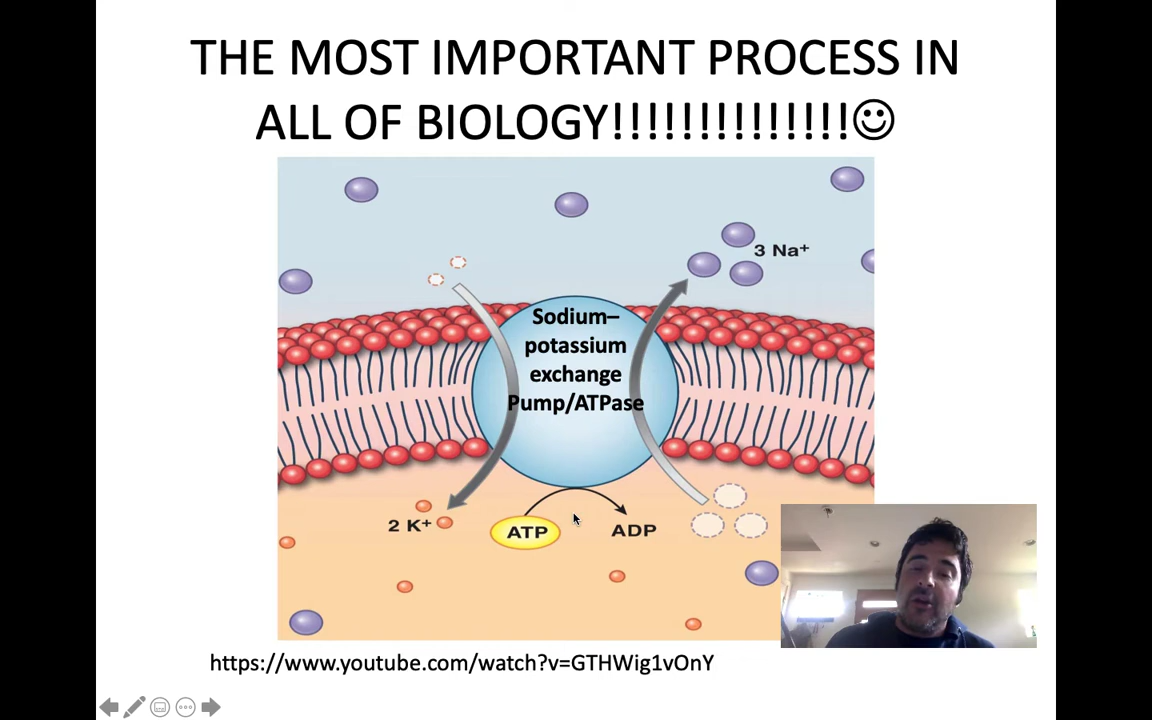 THE MOST IMPORTANT PROCESS IN
ALL OF BIOLOGY!!!!!!!!!!!!!!☺
3 Na⁺
Sodium–
potassium
exchange
Pump/ATPase
2 K⁺
ATP
ADP
https://www.youtube.com/watch?v=GTHWig1vOnY